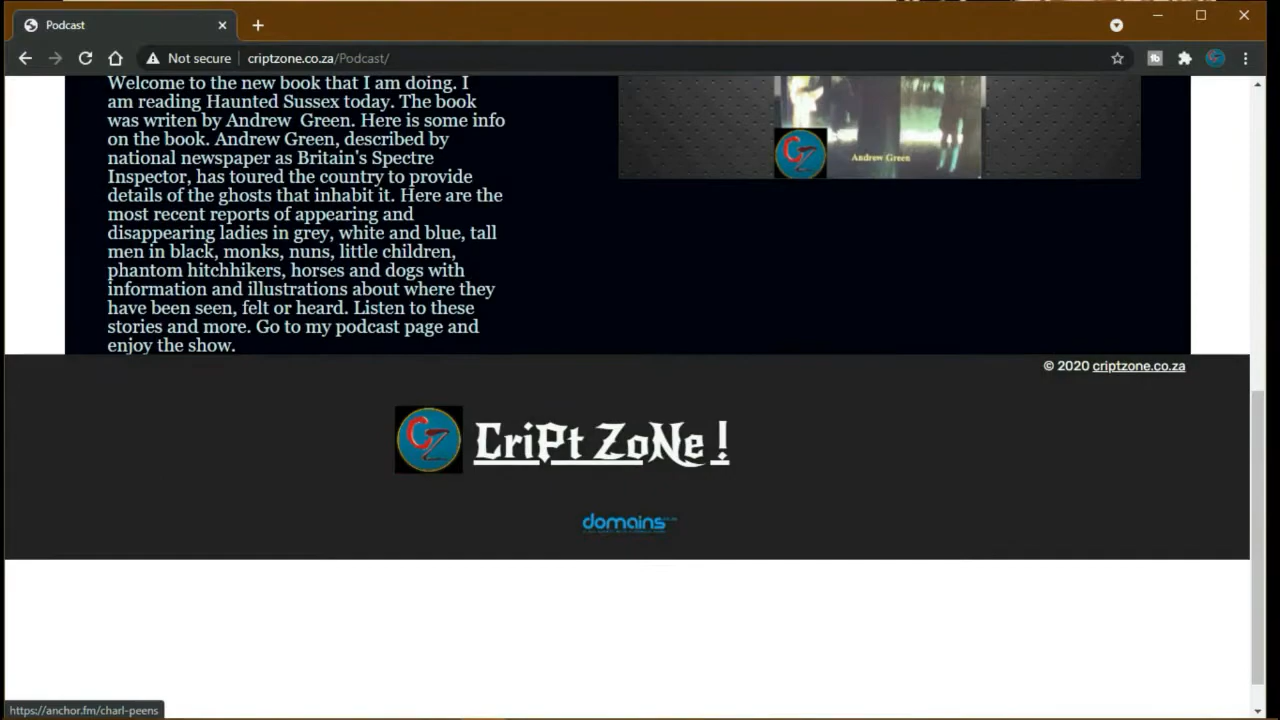 Podcast
Not secure
criptzone.co.za/Podcast/
Welcome to the new book that I am doing. I
am reading Haunted Sussex today. The book
was writen by Andrew Green. Here is some info
on the book. Andrew Green, described by
national newspaper as Britain's Spectre
Inspector, has toured the country to provide
details of the ghosts that inhabit it. Here are the
most recent reports of appearing and
disappearing ladies in grey, white and blue, tall
men in black, monks, nuns, little children,
phantom hitchhikers, horses and dogs with
information and illustrations about where they
have been seen, felt or heard. Listen to these
stories and more. Go to my podcast page and
enjoy the show.
CZ
Andrew Green
© 2020 criptzone.co.za
CZ
CriPt ZoNe !
domains
https://anchor.fm/charl-peens